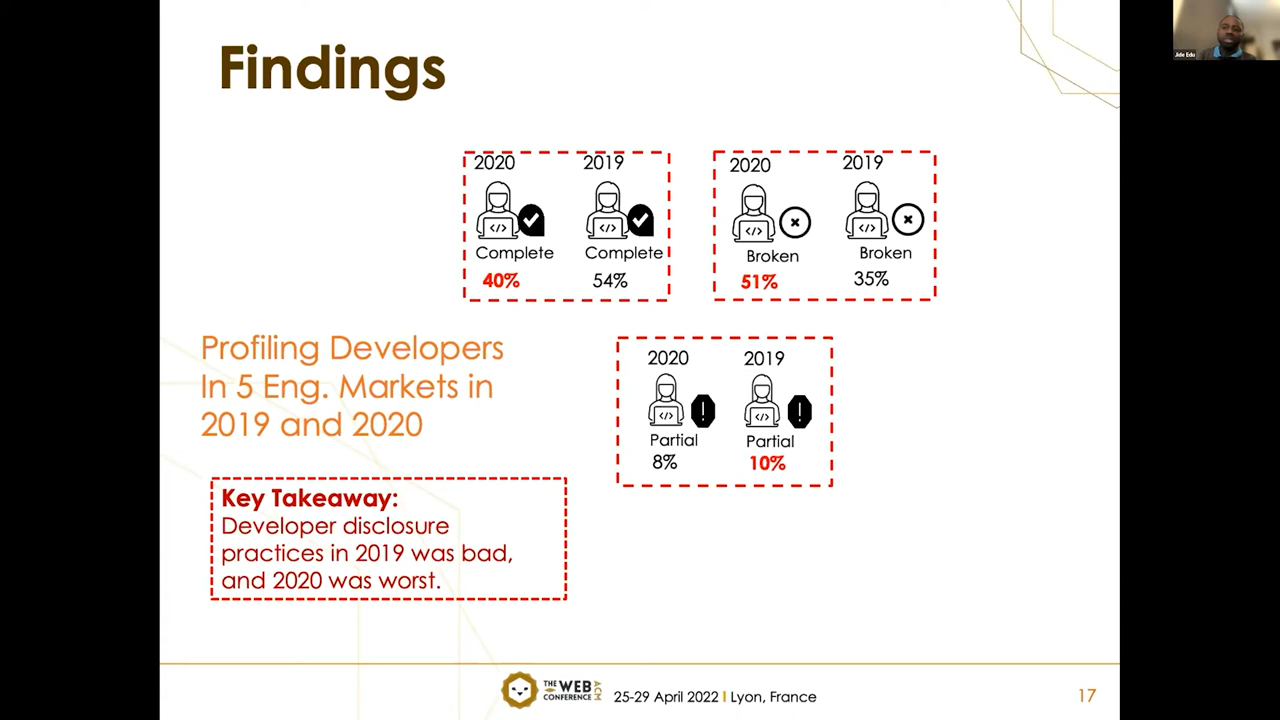 Findings
2020 2019
Complete Complete
40% 54%
2020 2019
Broken Broken
51% 35%
Profiling Developers
In 5 Eng. Markets in
2019 and 2020
2020 2019
Partial Partial
8% 10%
Key Takeaway:
Developer disclosure
practices in 2019 was bad,
and 2020 was worst.
THE WEB
CONFERENCE
ACM
25-29 April 2022 I Lyon, France
17
Jide Edu